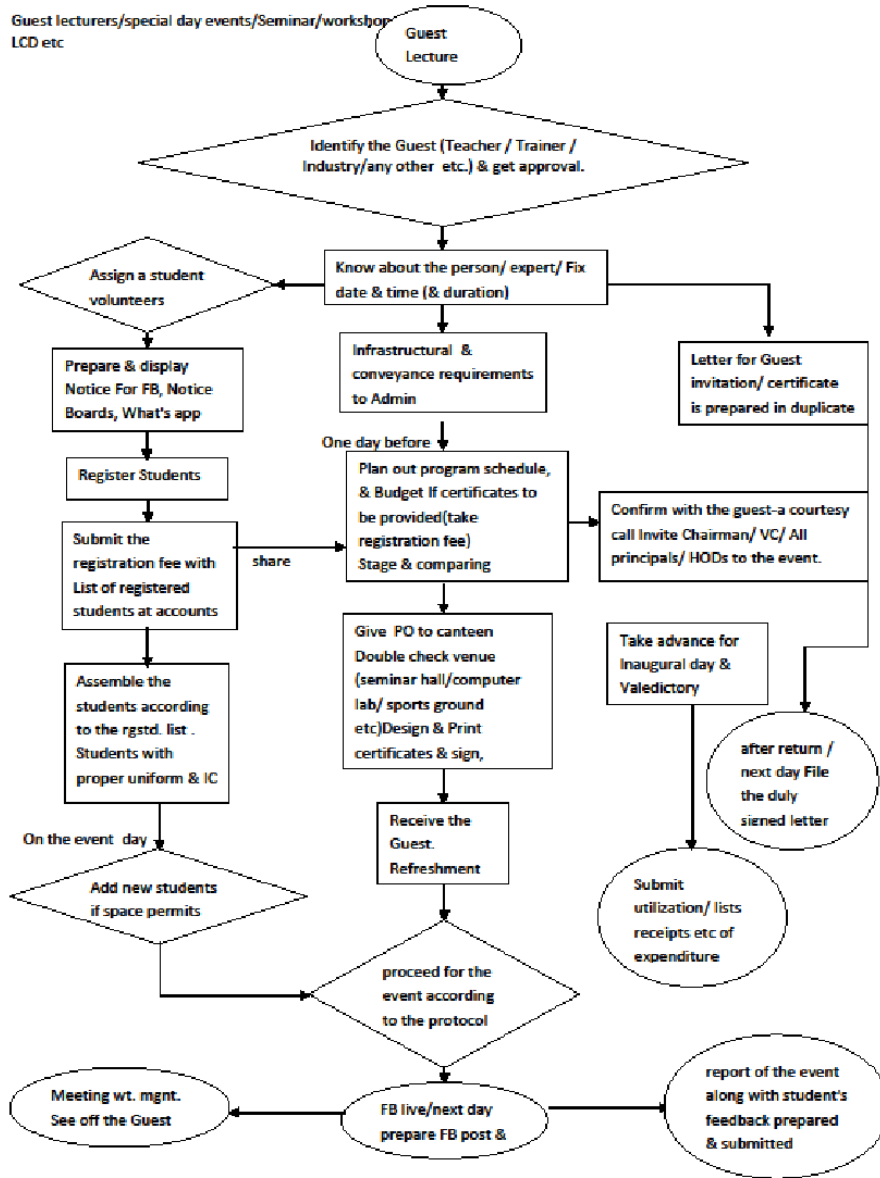 Guest lecturers/special day events/Seminar/workshop
LCD etc
Guest
Lecture
Identify the Guest (Teacher / Trainer /
Industry/any other etc.) & get approval.
Assign a student
volunteers
Know about the person/ expert/ Fix
date & time (& duration)
Prepare & display
Notice For FB, Notice
Boards, What's app
Infrastructural &
conveyance requirements
to Admin
Letter for Guest
invitation/ certificate
is prepared in duplicate
One day before
Register Students
Plan out program schedule,
& Budget If certificates to
be provided(take
registration fee)
Stage & comparing
Confirm with the guest-a courtesy
call Invite Chairman/ VC/ All
principals/ HODs to the event.
Submit the
registration fee with
List of registered
students at accounts
share
Give PO to canteen
Double check venue
(seminar hall/computer
lab/ sports ground
etc)Design & Print
certificates & sign,
Take advance for
Inaugural day &
Valedictory
Assemble the
students according
to the rgstd. list .
Students with
proper uniform & IC
after return /
next day File
the duly
signed letter
On the event day
Receive the
Guest.
Refreshment
Add new students
if space permits
Submit
utilization/ lists
receipts etc of
expenditure
proceed for the
event according
to the protocol
Meeting wt. mgnt.
See off the Guest
FB live/next day
prepare FB post &
report of the event
along with student's
feedback prepared
& submitted